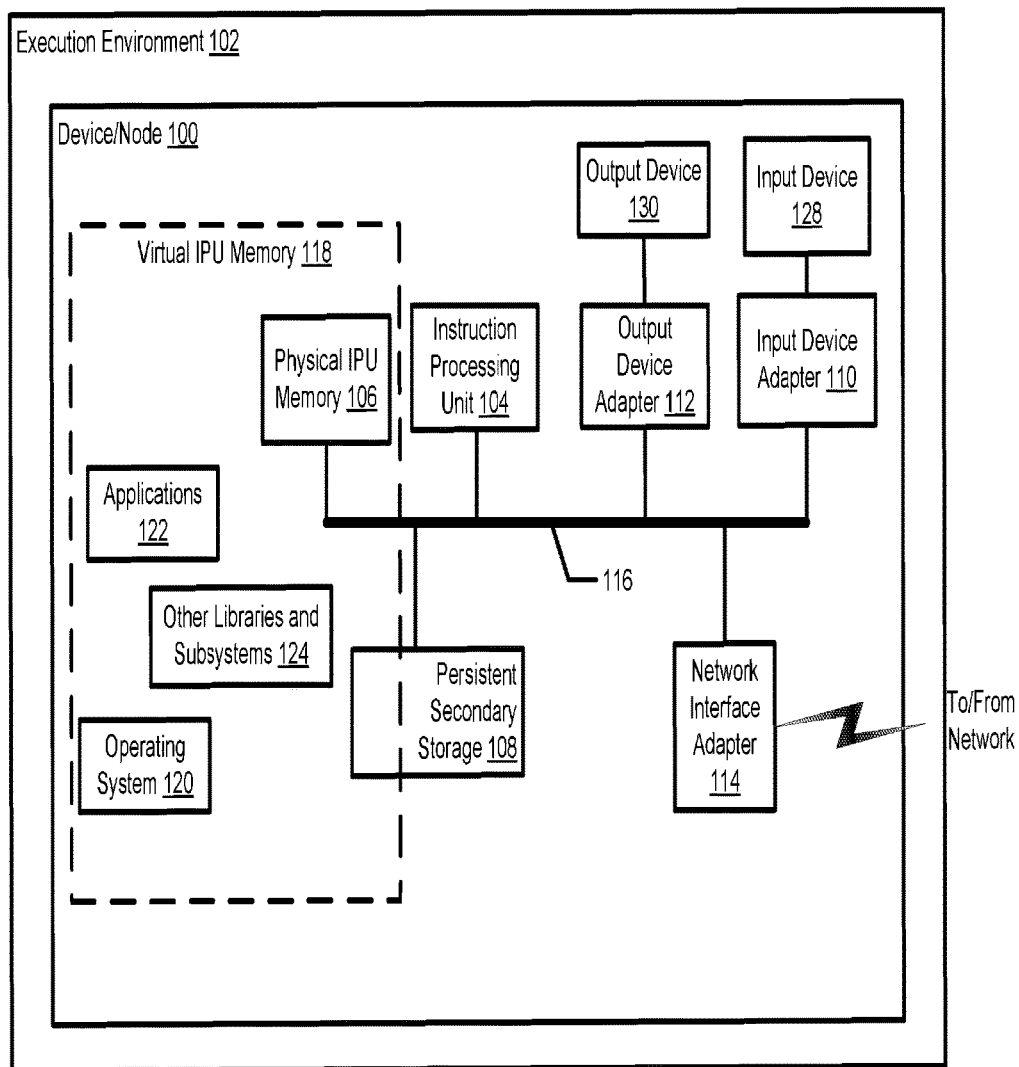 Execution Environment 102
Device/Node 100
Output Device
130
Input Device
128
Virtual IPU Memory 118
Physical IPU
Memory 106
Instruction
Processing
Unit 104
Output
Device
Adapter 112
Input Device
Adapter 110
Applications
122
116
Other Libraries and
Subsystems 124
Persistent
Secondary
Storage 108
Network
Interface
Adapter
114
To/From
Network
Operating
System 120